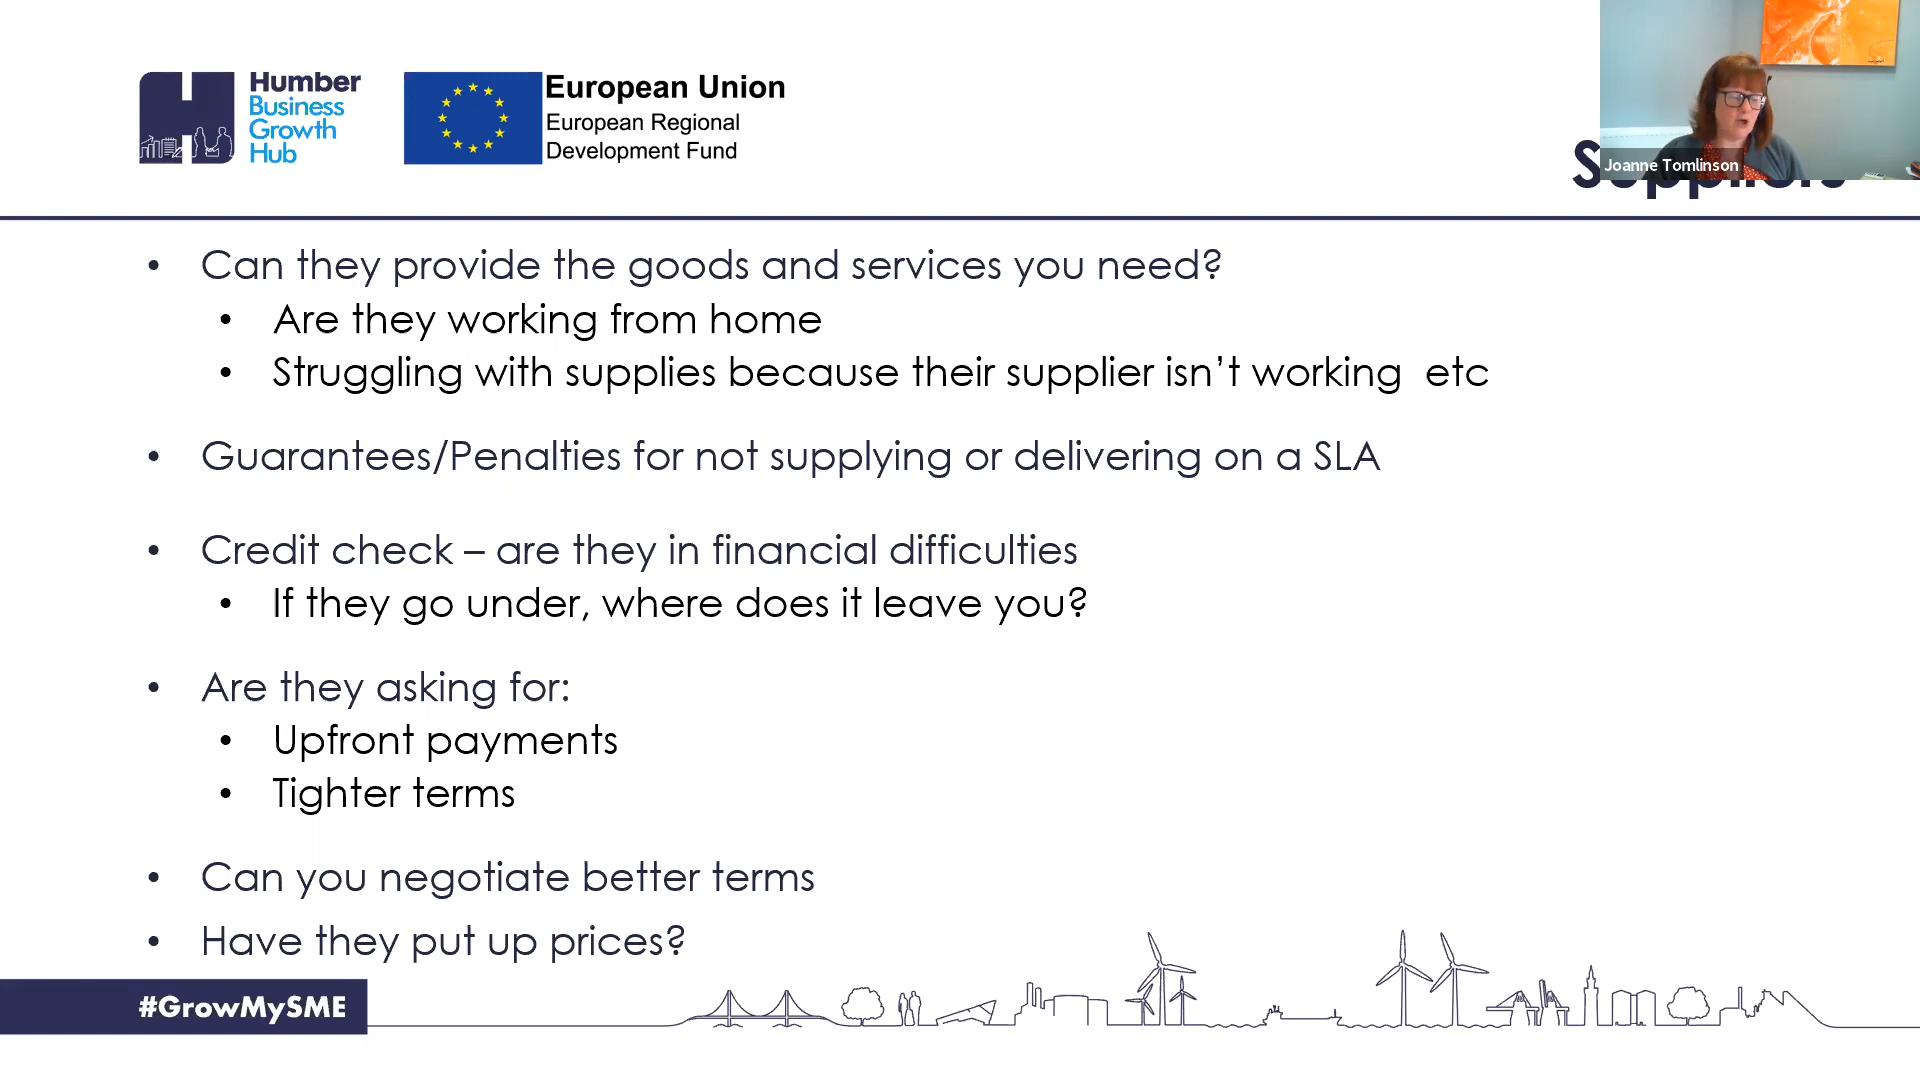 Humber
Business
Growth
Hub
European Union
European Regional
Development Fund
Suppliers
Joanne Tomlinson
• Can they provide the goods and services you need?
• Are they working from home
• Struggling with supplies because their supplier isn’t working etc
• Guarantees/Penalties for not supplying or delivering on a SLA
• Credit check – are they in financial difficulties
• If they go under, where does it leave you?
• Are they asking for:
• Upfront payments
• Tighter terms
• Can you negotiate better terms
• Have they put up prices?
#GrowMySME